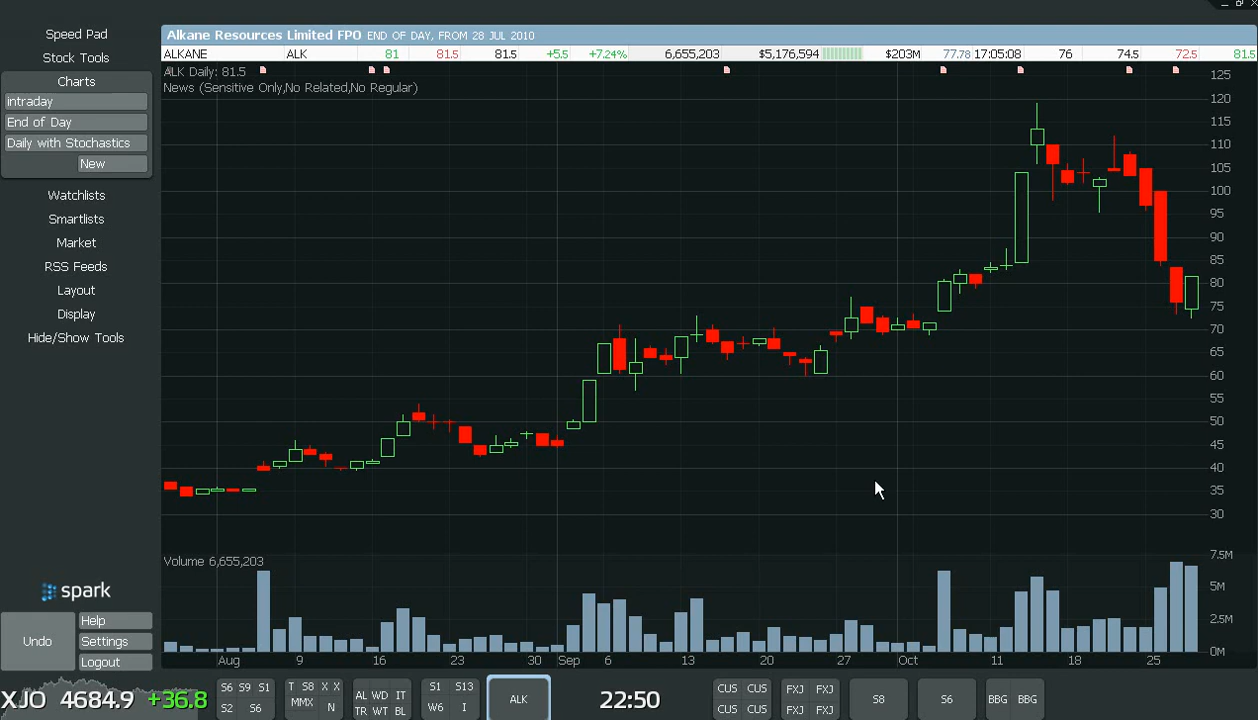 Speed Pad
Stock Tools
Charts
intraday
End of Day
Daily with Stochastics
New
Watchlists
Smartlists
Market
RSS Feeds
Layout
Display
Hide/Show Tools
spark
Undo
Help
Settings
Logout
Alkane Resources Limited FPO END OF DAY, FROM 28 JUL 2010
ALKANE ALK 81 81.5 81.5 +5.5 +7.24% 6,655,203 $5,176,594 $203M 77.78 17:05:08 76 74.5 72.5 81.5
ALK Daily: 81.5
News (Sensitive Only,No Related,No Regular)
125
120
115
110
105
100
95
90
85
80
75
70
65
60
55
50
45
40
35
30
Volume 6,655,203
7.5M
5M
2.5M
0M
Aug 9 16 23 30 Sep 6 13 20 27 Oct 11 18 25
XJO 4684.9 +36.8
S6 S9 S1
S2 S6
T S8 X X
MMX N
AL WD IT
TR WT BL
S1 S13
W6 I
ALK
22:50
CUS CUS
CUS CUS
FXJ FXJ
FXJ FXJ
S8
S6
BBG BBG